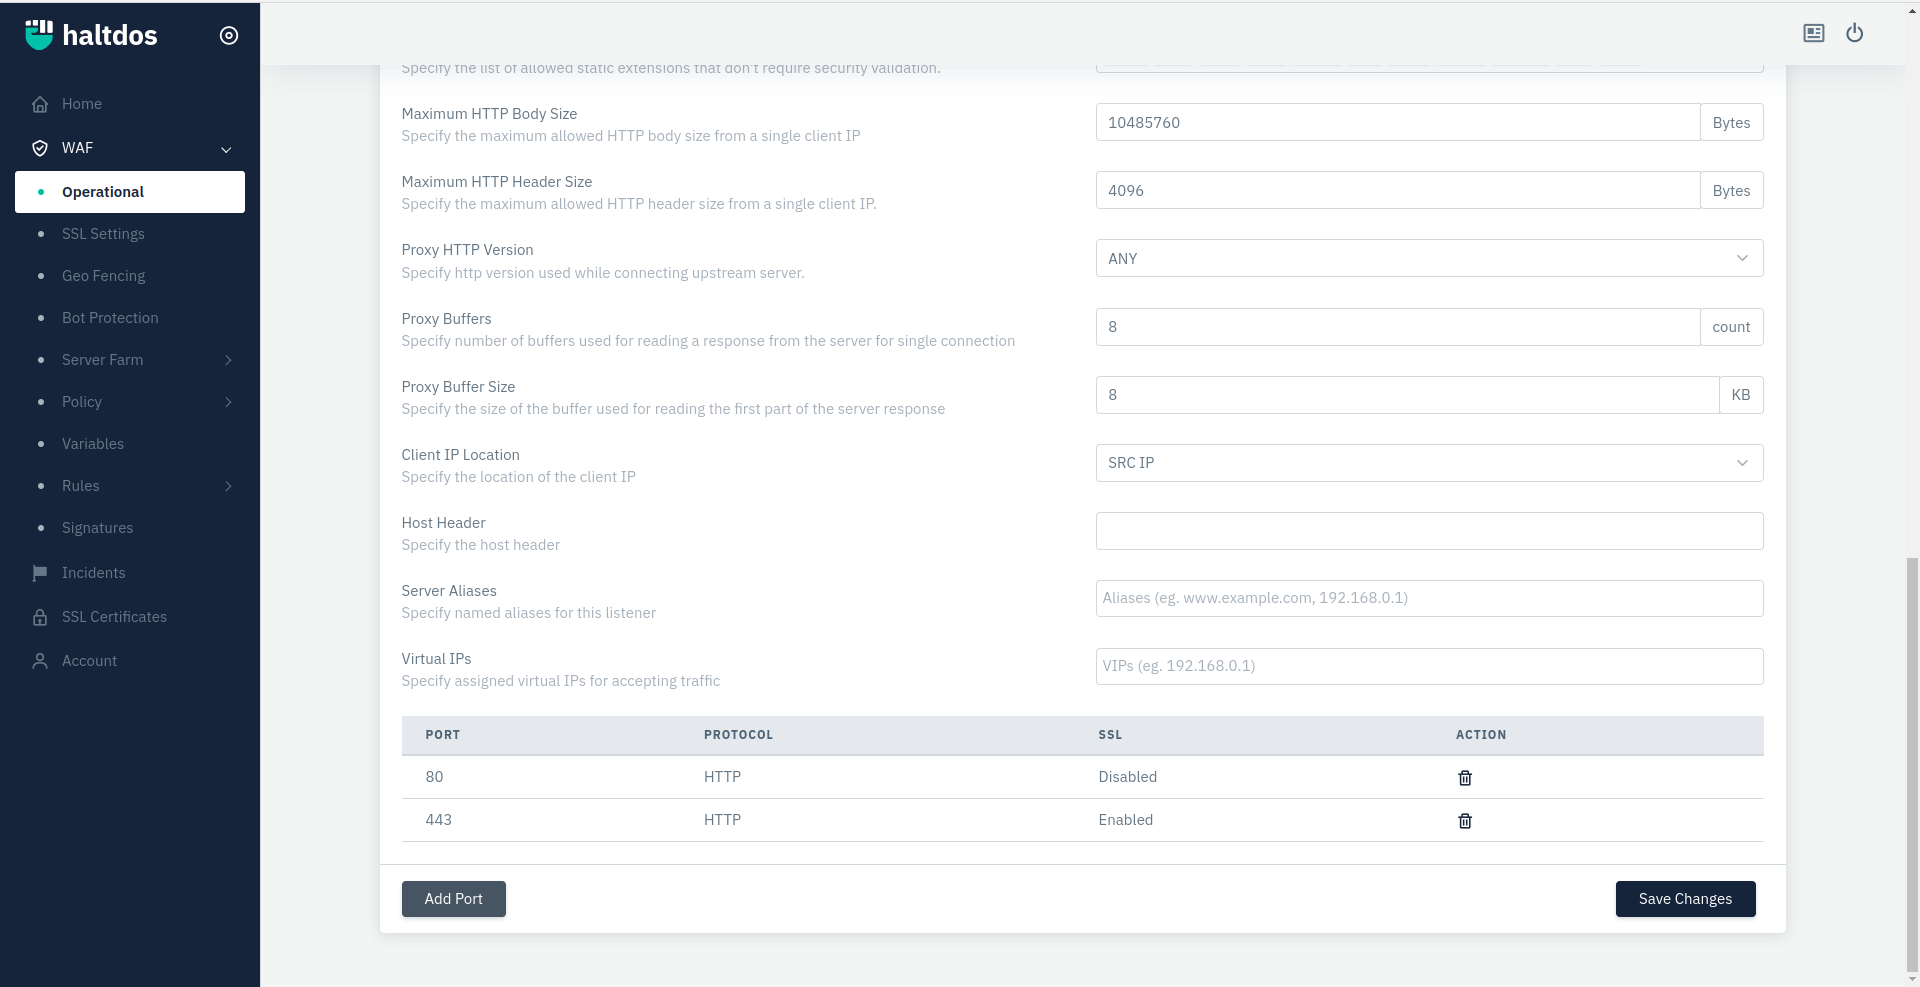 haltdos
Home
WAF
Operational
SSL Settings
Geo Fencing
Bot Protection
Server Farm
Policy
Variables
Rules
Signatures
Incidents
SSL Certificates
Account
Specify the list of allowed static extensions that don't require security validation.
Maximum HTTP Body Size
Specify the maximum allowed HTTP body size from a single client IP
10485760 Bytes
Maximum HTTP Header Size
Specify the maximum allowed HTTP header size from a single client IP.
4096 Bytes
Proxy HTTP Version
Specify http version used while connecting upstream server.
ANY
Proxy Buffers
Specify number of buffers used for reading a response from the server for single connection
8 count
Proxy Buffer Size
Specify the size of the buffer used for reading the first part of the server response
8 KB
Client IP Location
Specify the location of the client IP
SRC IP
Host Header
Specify the host header
Server Aliases
Specify named aliases for this listener
Aliases (eg. www.example.com, 192.168.0.1)
Virtual IPs
Specify assigned virtual IPs for accepting traffic
VIPs (eg. 192.168.0.1)
PORT PROTOCOL SSL ACTION
80 HTTP Disabled
443 HTTP Enabled
Add Port
Save Changes